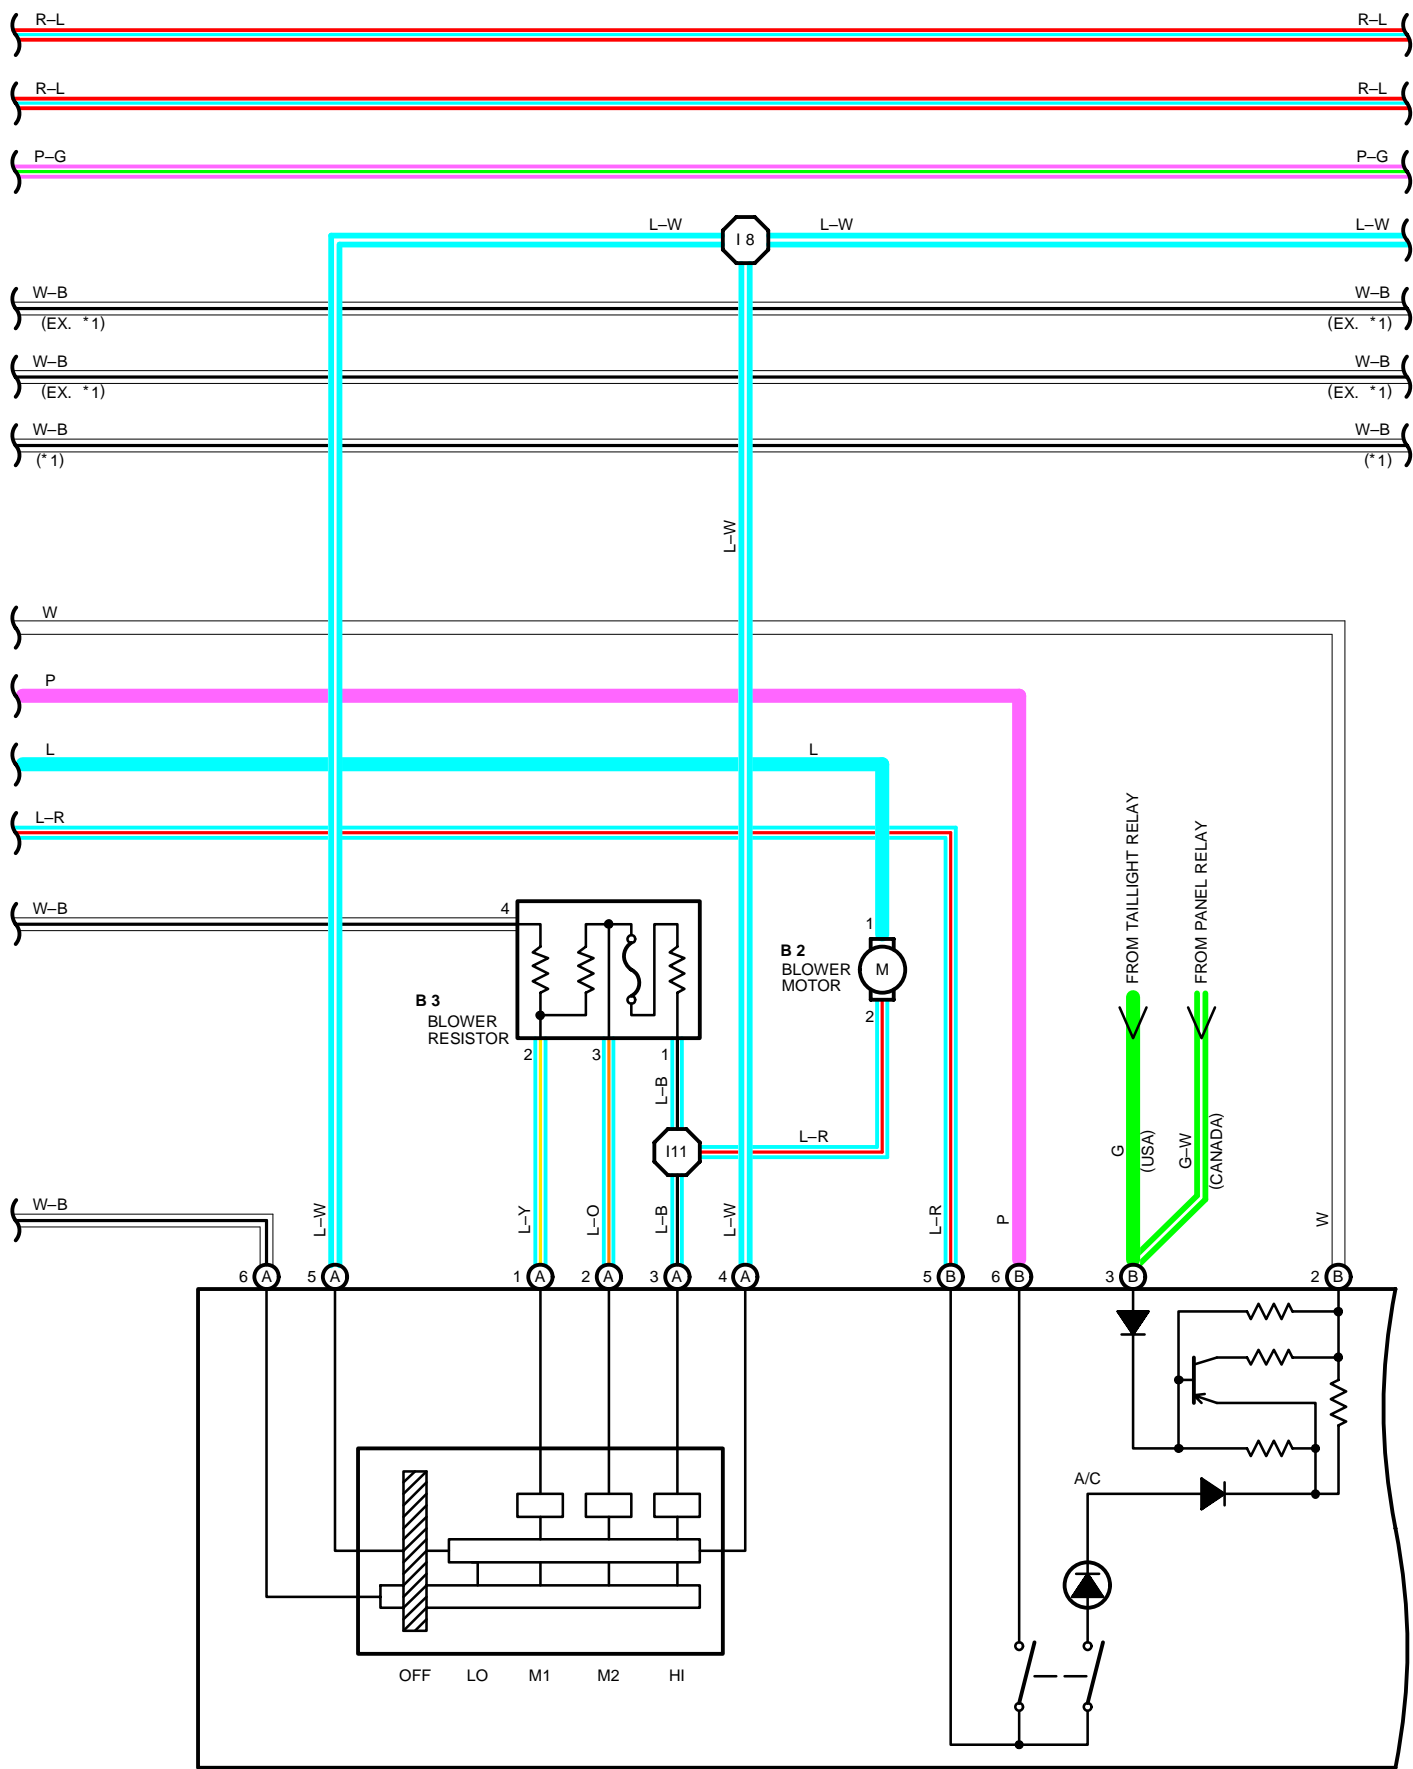 R–L R–L
R–L R–L
P–G P–G
L–W L–W L–W
I 8
W–B W–B
(EX. *1) (EX. *1)
W–B W–B
(EX. *1) (EX. *1)
W–B W–B
(*1) (*1)
L–W
W
P
L L
L–R
FROM TAILLIGHT RELAY
FROM PANEL RELAY
W–B 4
1
B 2
BLOWER
MOTOR
M
2
B 3
BLOWER
RESISTOR
2 3 1
L–B
I11
L–R
G
(USA)
G–W
(CANADA)
W–B
L–W L–Y L–O L–B L–W L–R P W
6 A 5 A 1 A 2 A 3 A 4 A 5 B 6 B 3 B 2 B
A/C
OFF LO M1 M2 HI